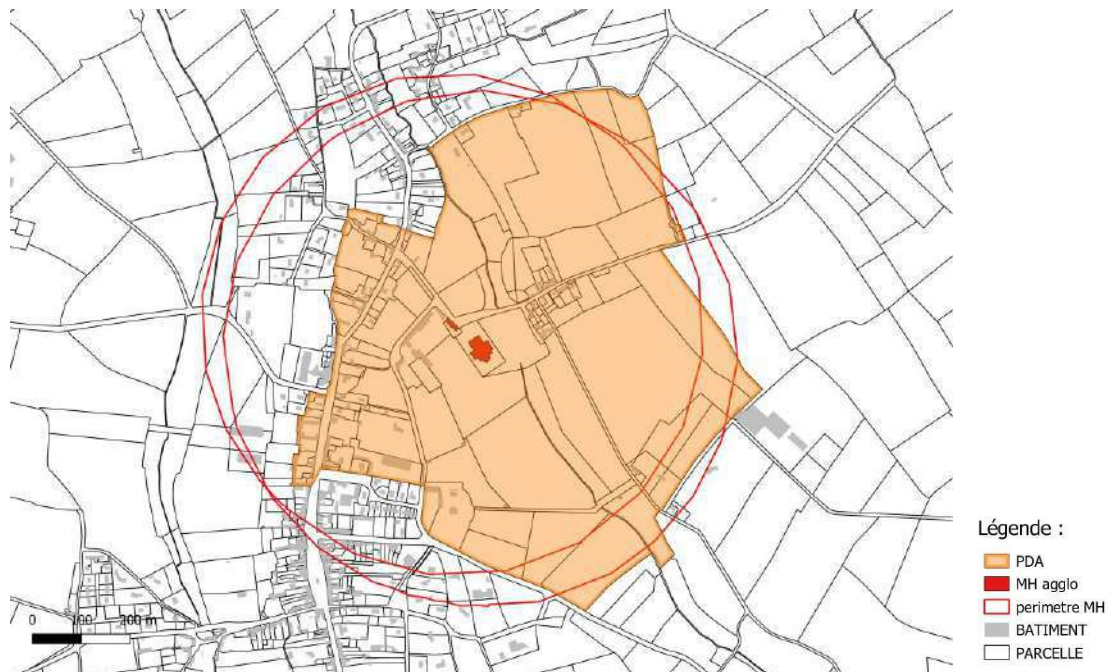 0 100 200 m
Légende :
PDA
MH agglo
perimetre MH
BATIMENT
PARCELLE